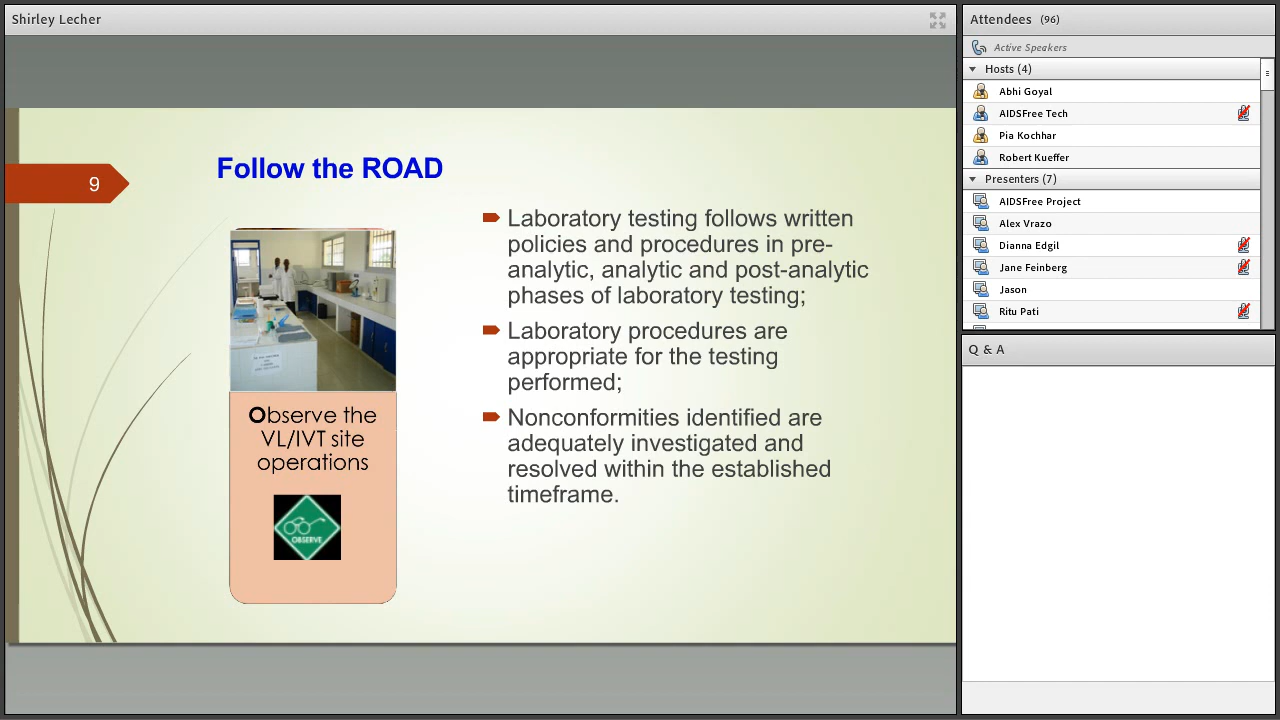 Shirley Lecher
9
Follow the ROAD
Observe the
VL/IVT site
operations
OBSERVE
Laboratory testing follows written
policies and procedures in pre-
analytic, analytic and post-analytic
phases of laboratory testing;
Laboratory procedures are
appropriate for the testing
performed;
Nonconformities identified are
adequately investigated and
resolved within the established
timeframe.
Attendees (96)
Active Speakers
Hosts (4)
Abhi Goyal
AIDSFree Tech
Pia Kochhar
Robert Kueffer
Presenters (7)
AIDSFree Project
Alex Vrazo
Dianna Edgil
Jane Feinberg
Jason
Ritu Pati
Q & A